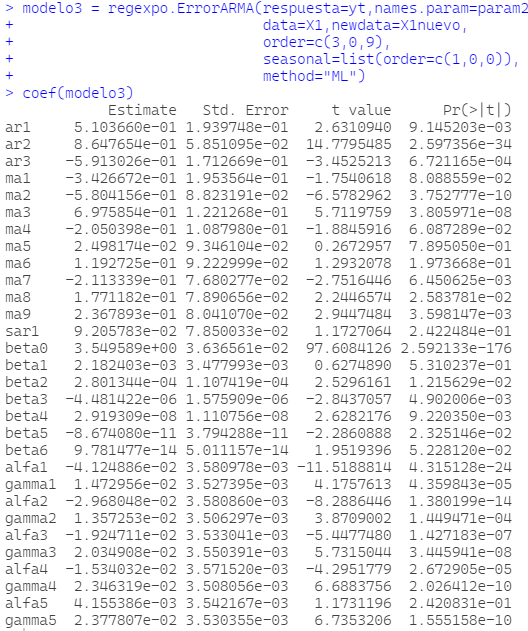 > modelo3 = regexpo.ErrorARMA(respuesta=yt,names.param=param2
+ data=X1,newdata=X1nuevo,
+ order=c(3,0,9),
+ seasonal=list(order=c(1,0,0)),
+ method="ML")
> coef(modelo3)
Estimate Std. Error t value Pr(>|t|)
ar1 5.103660e-01 1.939748e-01 2.6310940 9.145203e-03
ar2 8.647654e-01 5.851095e-02 14.7795485 2.597356e-34
ar3 -5.913026e-01 1.712669e-01 -3.4525213 6.721165e-04
ma1 -3.426672e-01 1.953564e-01 -1.7540618 8.088559e-02
ma2 -5.804156e-01 8.823191e-02 -6.5782962 3.752777e-10
ma3 6.975854e-01 1.221268e-01 5.7119759 3.805971e-08
ma4 -2.050398e-01 1.087980e-01 -1.8845916 6.087289e-02
ma5 2.498174e-02 9.346104e-02 0.2672957 7.895050e-01
ma6 1.192725e-01 9.222999e-02 1.2932078 1.973668e-01
ma7 -2.113339e-01 7.680277e-02 -2.7516446 6.450625e-03
ma8 1.771182e-01 7.890656e-02 2.2446574 2.583781e-02
ma9 2.367893e-01 8.041070e-02 2.9447484 3.598147e-03
sar1 9.205783e-02 7.850033e-02 1.1727064 2.422484e-01
beta0 3.549589e+00 3.636561e-02 97.6084126 2.592133e-176
beta1 2.182403e-03 3.477993e-03 0.6274890 5.310237e-01
beta2 2.801344e-04 1.107419e-04 2.5296161 1.215629e-02
beta3 -4.481422e-06 1.575909e-06 -2.8437057 4.902006e-03
beta4 2.919309e-08 1.110756e-08 2.6282176 9.220350e-03
beta5 -8.674080e-11 3.794288e-11 -2.2860888 2.325146e-02
beta6 9.781477e-14 5.011157e-14 1.9519396 5.228120e-02
alfa1 -4.124886e-02 3.580978e-03 -11.5188814 4.315128e-24
gamma1 1.472956e-02 3.527395e-03 4.1757613 4.359843e-05
alfa2 -2.968048e-02 3.580860e-03 -8.2886446 1.380199e-14
gamma2 1.357253e-02 3.506297e-03 3.8709002 1.449471e-04
alfa3 -1.924711e-02 3.533041e-03 -5.4477480 1.427183e-07
gamma3 2.034908e-02 3.550391e-03 5.7315044 3.445941e-08
alfa4 -1.534032e-02 3.571520e-03 -4.2951779 2.672905e-05
gamma4 2.346319e-02 3.508056e-03 6.6883756 2.026412e-10
alfa5 4.155386e-03 3.542167e-03 1.1731196 2.420831e-01
gamma5 2.377807e-02 3.530355e-03 6.7353206 1.555158e-10